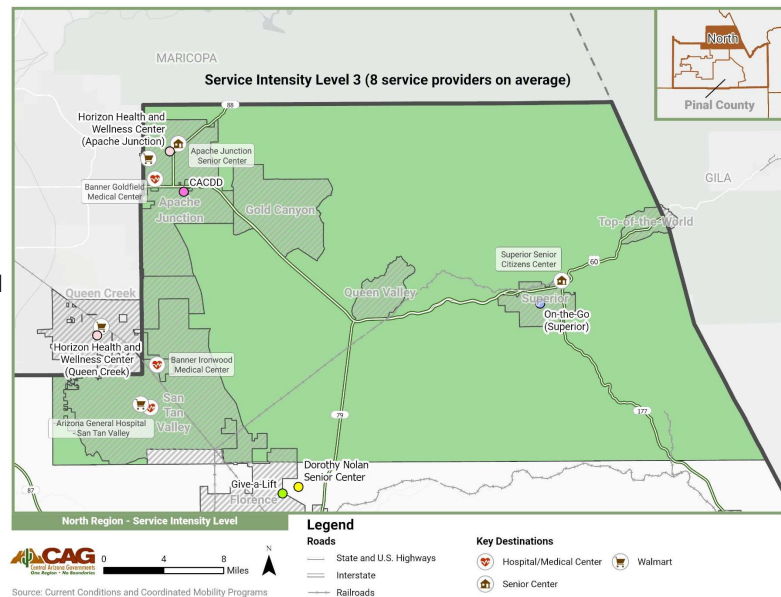 MARICOPA
Service Intensity Level 3 (8 service providers on average)
North
Pinal County
88
Horizon Health and
Wellness Center
(Apache Junction)
Apache Junction
Senior Center
CACDD
Banner Goldfield
Medical Center
Apache
Junction
Gold Canyon
GILA
Top-of-the-World
Superior Senior
Citizens Center
60
Queen Creek
Queen Valley
Superior
On-the-Go
(Superior)
Horizon Health and
Wellness Center
(Queen Creek)
Banner Ironwood
Medical Center
San
Tan
Valley
Arizona General Hospital
- San Tan Valley
79
177
Dorothy Nolan
Senior Center
Give-a-Lift
Florence
87
North Region - Service Intensity Level
Legend
Roads
State and U.S. Highways
Interstate
Railroads
Key Destinations
Hospital/Medical Center
Walmart
Senior Center
CAG
Central Arizona Governments
One Region • No Boundaries
0 4 8
Miles
N
Source: Current Conditions and Coordinated Mobility Programs